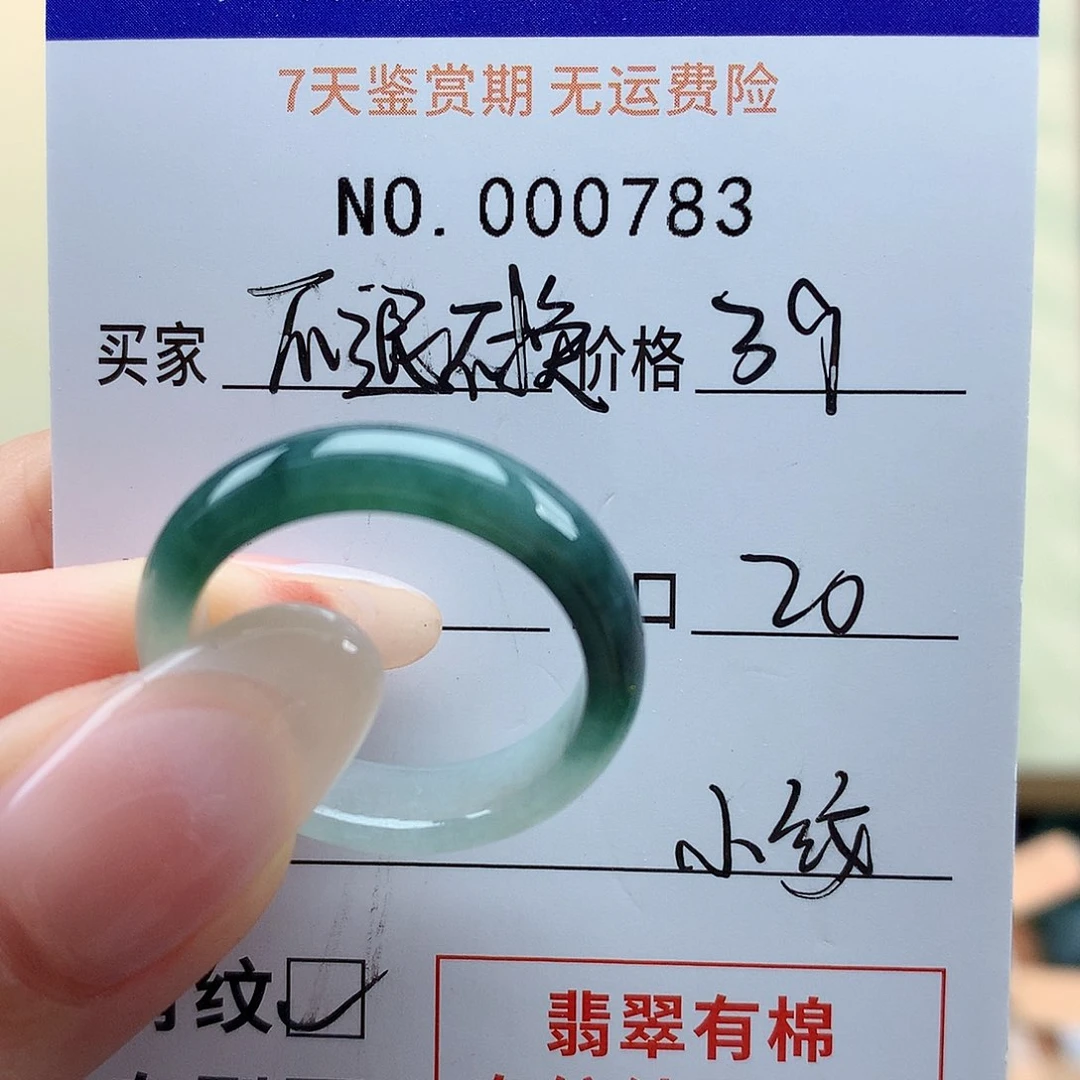 7天鉴赏期 无运费险
NO. 000783
买家 不退不换 价格 39
口 20
小纹
有纹
翡翠有棉